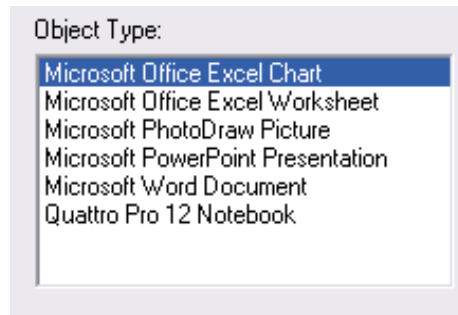 Object Type:
Microsoft Office Excel Chart
Microsoft Office Excel Worksheet
Microsoft PhotoDraw Picture
Microsoft PowerPoint Presentation
Microsoft Word Document
Quattro Pro 12 Notebook